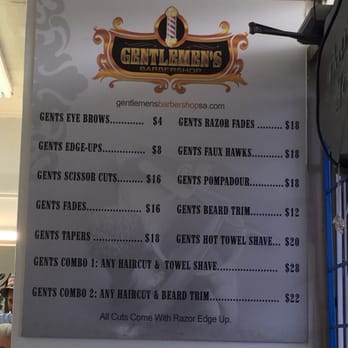 GENTLEMEN'S
BARBERSHOP
gentlemensbarbershopsa.com
GENTS EYE BROWS............. $4
GENTS RAZOR FADES ......... $18
GENTS EDGE-UPS................ $8
GENTS FAUX HAWKS.......... $18
GENTS SCISSOR CUTS.......... $16
GENTS POMPADOUR........... $18
GENTS FADES...................... $16
GENTS BEARD TRIM........... $12
GENTS TAPERS ................... $18
GENTS HOT TOWEL SHAVE... $20
GENTS COMBO 1: ANY HAIRCUT & TOWEL SHAVE................ $28
GENTS COMBO 2: ANY HAIRCUT & BEARD TRIM................... $22
All Cuts Come With Razor Edge Up.